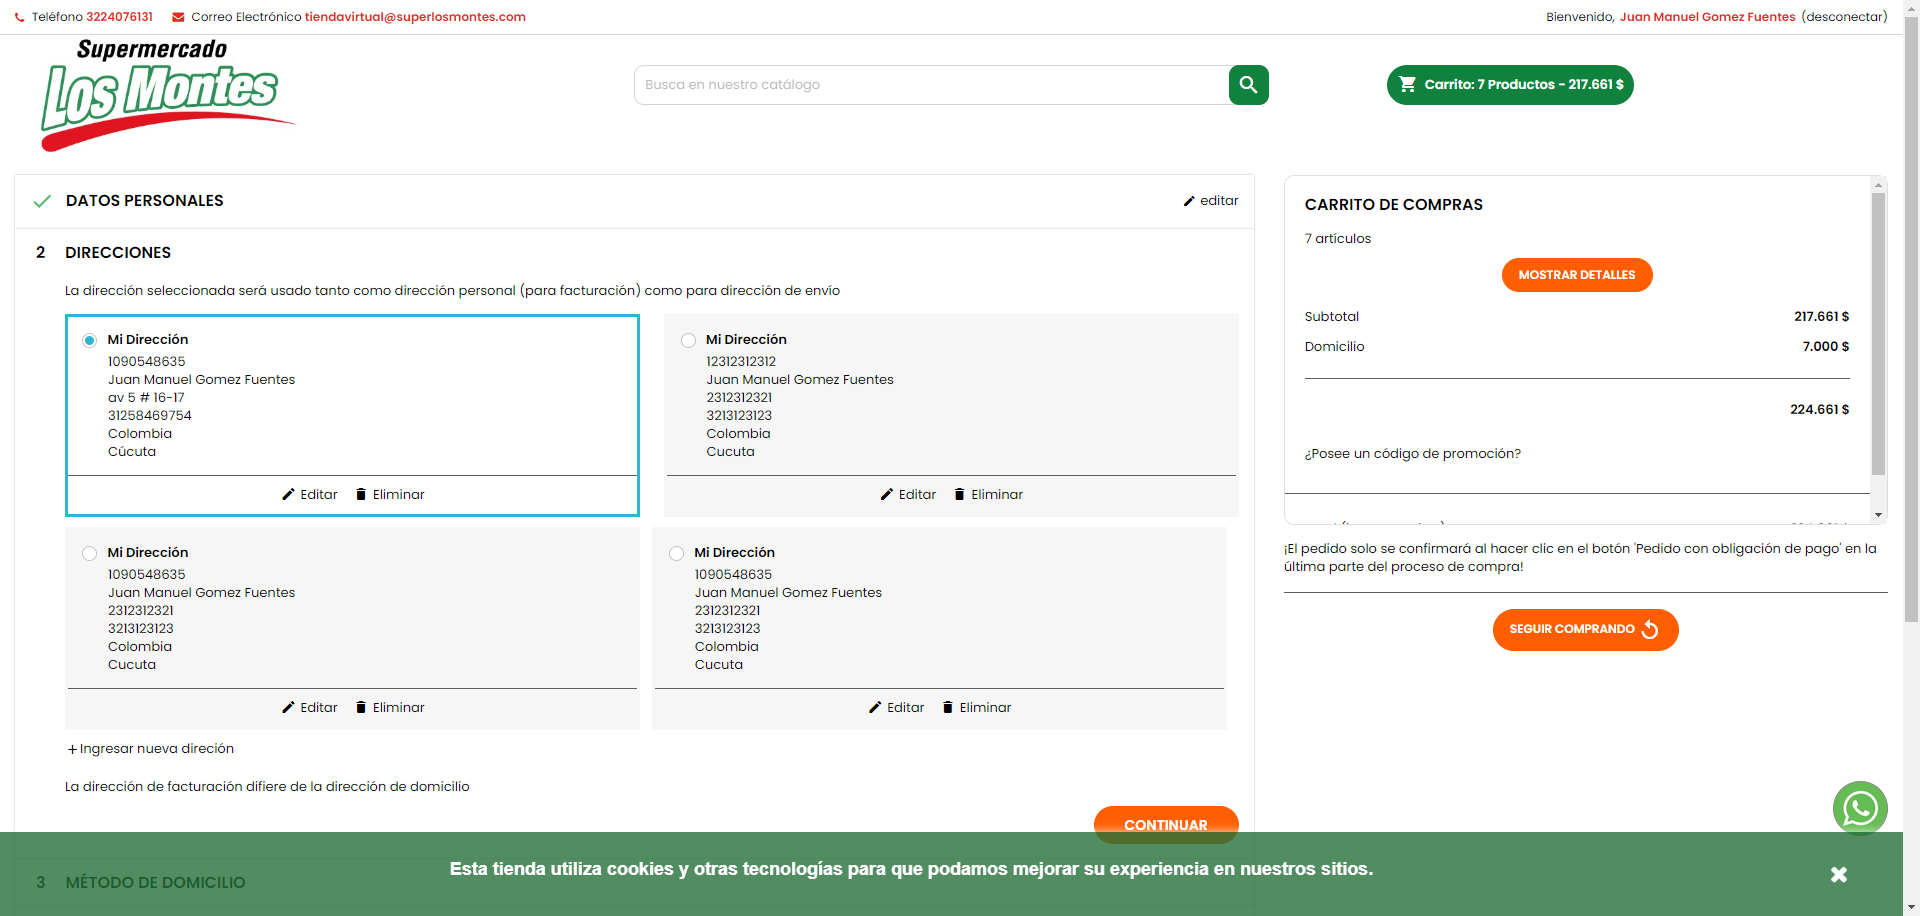 Teléfono 3224076131 Correo Electrónico tiendavirtual@superlosmontes.com
Bienvenido, Juan Manuel Gomez Fuentes (desconectar)
Supermercado
Los Montes
Busca en nuestro catálogo
Carrito: 7 Productos - 217.661 $
DATOS PERSONALES
editar
2 DIRECCIONES
La dirección seleccionada será usado tanto como dirección personal (para facturación) como para dirección de envío
Mi Dirección
1090548635
Juan Manuel Gomez Fuentes
av 5 # 16-17
31258469754
Colombia
Cúcuta
Editar Eliminar
Mi Dirección
12312312312
Juan Manuel Gomez Fuentes
2312312321
3213123123
Colombia
Cucuta
Editar Eliminar
Mi Dirección
1090548635
Juan Manuel Gomez Fuentes
2312312321
3213123123
Colombia
Cucuta
Editar Eliminar
Mi Dirección
1090548635
Juan Manuel Gomez Fuentes
2312312321
3213123123
Colombia
Cucuta
Editar Eliminar
+Ingresar nueva direción
La dirección de facturación difiere de la dirección de domicilio
CONTINUAR
3 MÉTODO DE DOMICILIO
CARRITO DE COMPRAS
7 artículos
MOSTRAR DETALLES
Subtotal 217.661 $
Domicilio 7.000 $
224.661 $
¿Posee un código de promoción?
¡El pedido solo se confirmará al hacer clic en el botón 'Pedido con obligación de pago' en la
última parte del proceso de compra!
SEGUIR COMPRANDO
Esta tienda utiliza cookies y otras tecnologías para que podamos mejorar su experiencia en nuestros sitios.